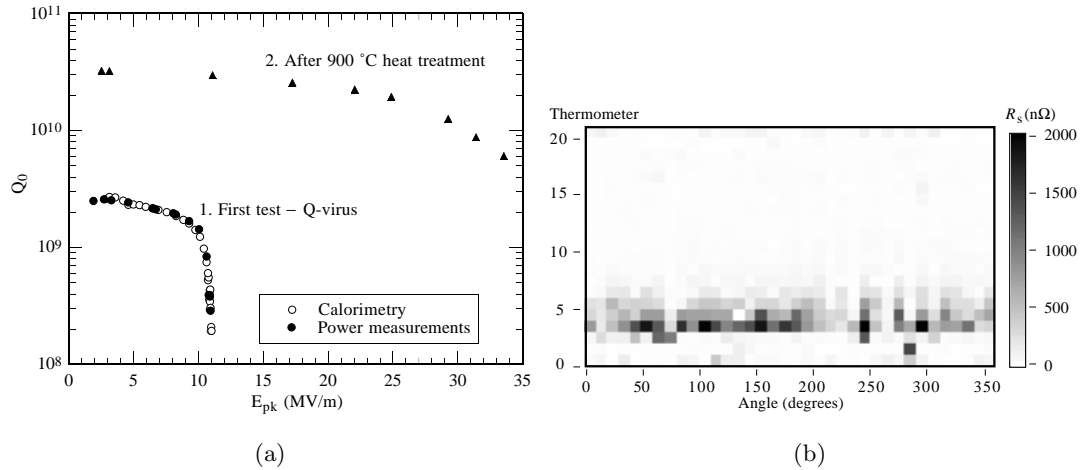 10¹¹
10¹⁰
10⁹
10⁸
Q₀
2. After 900 ˚C heat treatment
1. First test – Q-virus
Calorimetry
Power measurements
0 5 10 15 20 25 30 35
Eₚₖ (MV/m)
(a)
Thermometer
Rₛ (nΩ)
20
15
10
5
0
0 50 100 150 200 250 300 350
Angle (degrees)
2000
1500
1000
500
0
(b)